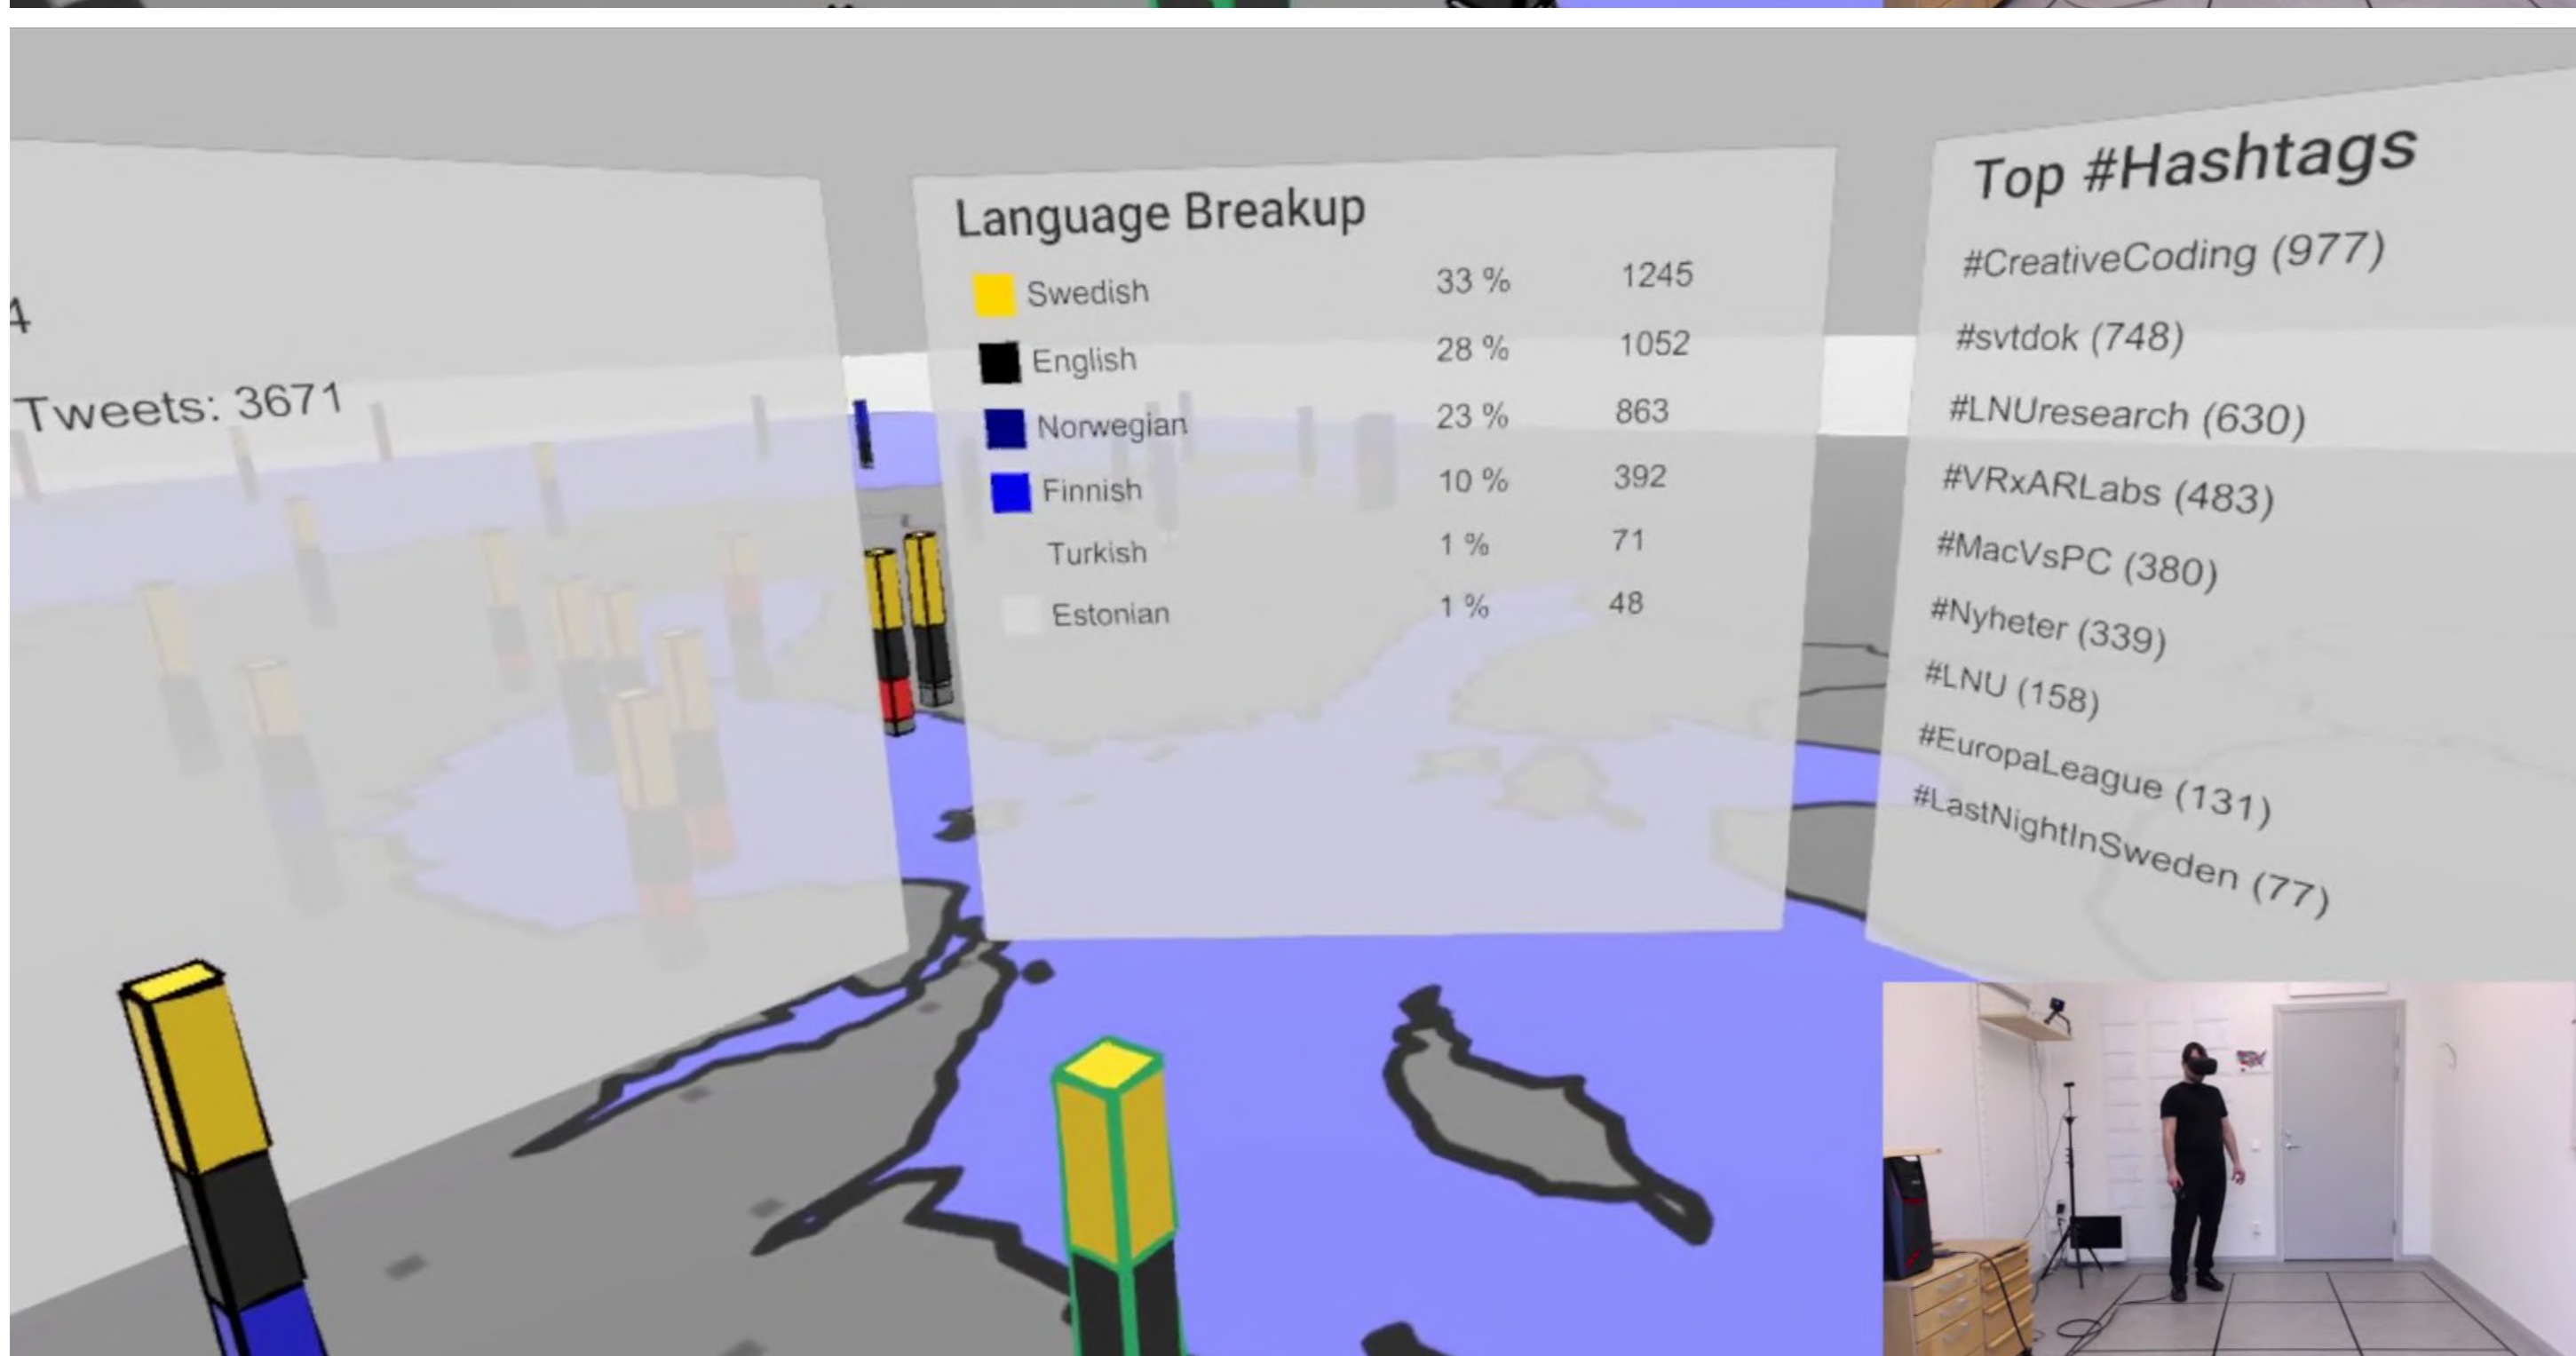 4
Tweets: 3671
Language Breakup
Swedish 33 % 1245
English 28 % 1052
Norwegian 23 % 863
Finnish 10 % 392
Turkish 1 % 71
Estonian 1 % 48
Top #Hashtags
#CreativeCoding (977)
#svtdok (748)
#LNUresearch (630)
#VRxARLabs (483)
#MacVsPC (380)
#Nyheter (339)
#LNU (158)
#EuropaLeague (131)
#LastNightInSweden (77)